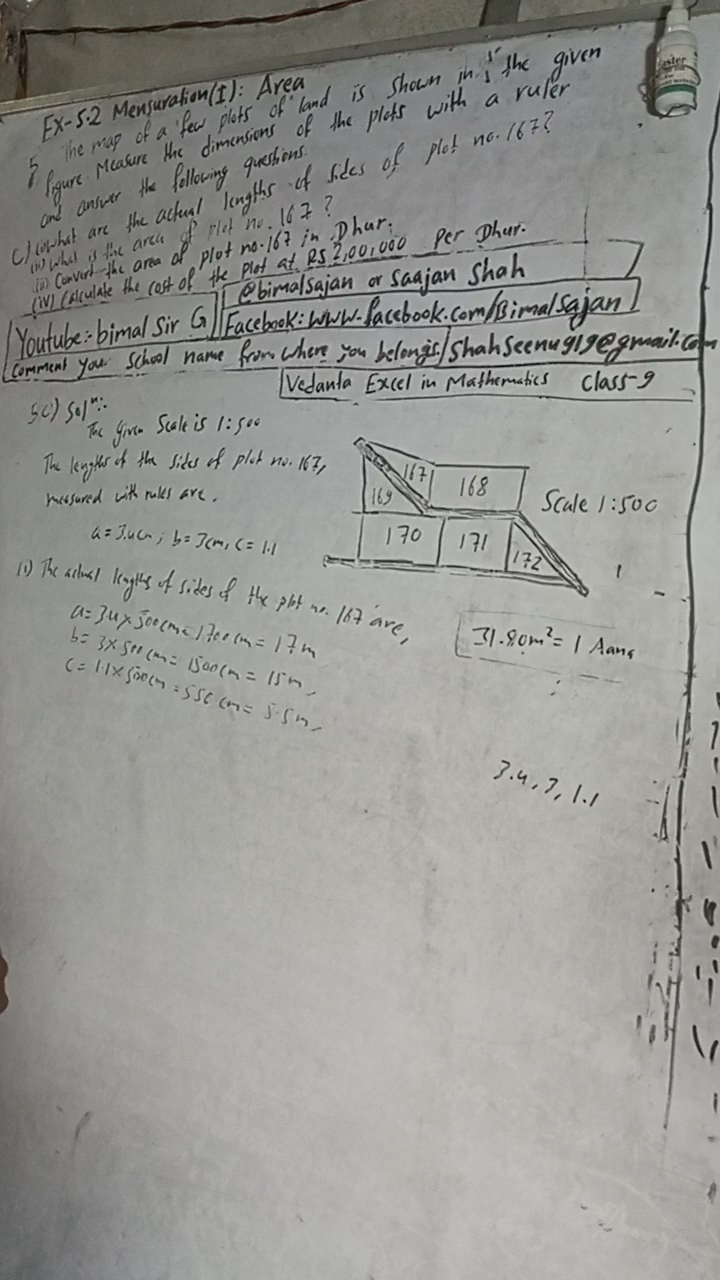 Ex-5.2 Mensuration(I): Area
5. The map of a few plots of land is shown in the given
figure Measure the dimensions of the plots with a ruler
and answer the following questions.
C) (i) What are the actual lengths of sides of plot no. 167?
(ii) What is the area of plot no. 167?
(iii) Convert the area of plot no. 167 in Dhur.
(iv) Calculate the cost of the plot at RS 2,00,000 per Dhur.
@bimalsajan or Saajan Shah
Youtube:- bimal Sir G
Facebook: www.facebook.com/Bimalsajan
Comment your School name from where you belongs/shahseenu919@gmail.com
Vedanta Excel in Mathematics Class-9
5c) Solⁿ:
The given Scale is 1:500
The lengths of the sides of plot no. 167,
measured with rules are,
a = 3.4cm; b = 3cm, c = 1.1
167
168
169
Scale 1:500
170
171
172
(i) The actual lengths of sides of the plot no. 167 are,
a = 3.4 x 500cm = 1700cm = 17m
b = 3 x 500cm = 1500cm = 15m,
c = 1.1 x 500cm = 550cm = 5.5m,
31.80m² = 1 Aana
3.4, 3, 1.1